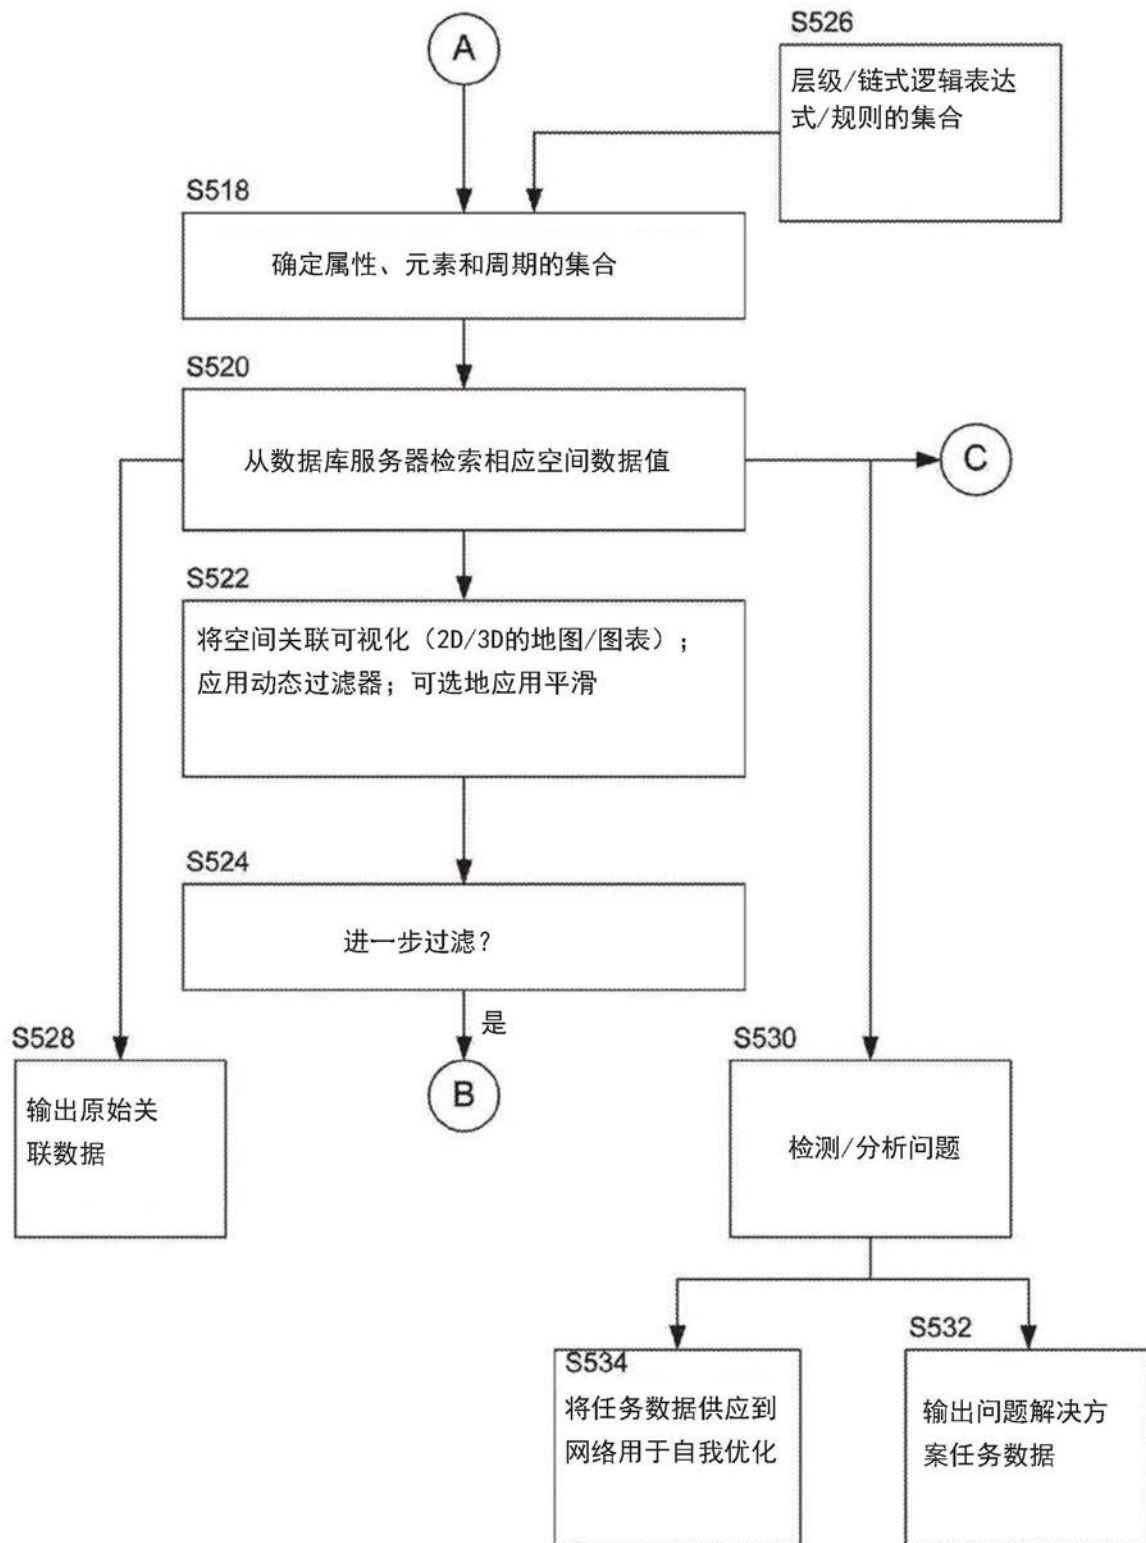 A
S526
层级/链式逻辑表达
式/规则的集合
S518
确定属性、元素和周期的集合
S520
从数据库服务器检索相应空间数据值
C
S522
将空间关联可视化（2D/3D的地图/图表）；
应用动态过滤器；可选地应用平滑
S524
进一步过滤？
是
B
S528
输出原始关
联数据
S530
检测/分析问题
S534
将任务数据供应到
网络用于自我优化
S532
输出问题解决方
案任务数据